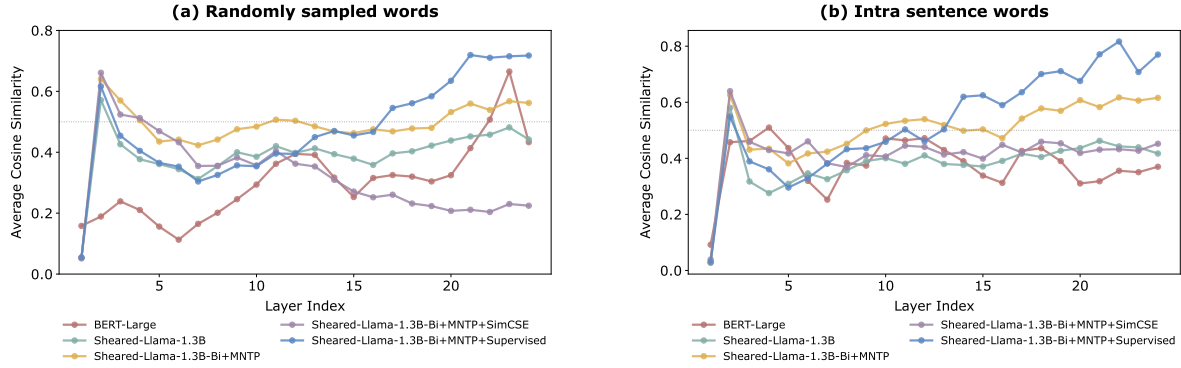 (a) Randomly sampled words
0.8
0.6
0.4
0.2
0.0
Average Cosine Similarity
5 10 15 20
Layer Index
BERT-Large
Sheared-Llama-1.3B
Sheared-Llama-1.3B-Bi+MNTP
Sheared-Llama-1.3B-Bi+MNTP+SimCSE
Sheared-Llama-1.3B-Bi+MNTP+Supervised
(b) Intra sentence words
0.8
0.6
0.4
0.2
0.0
Average Cosine Similarity
5 10 15 20
Layer Index
BERT-Large
Sheared-Llama-1.3B
Sheared-Llama-1.3B-Bi+MNTP
Sheared-Llama-1.3B-Bi+MNTP+SimCSE
Sheared-Llama-1.3B-Bi+MNTP+Supervised